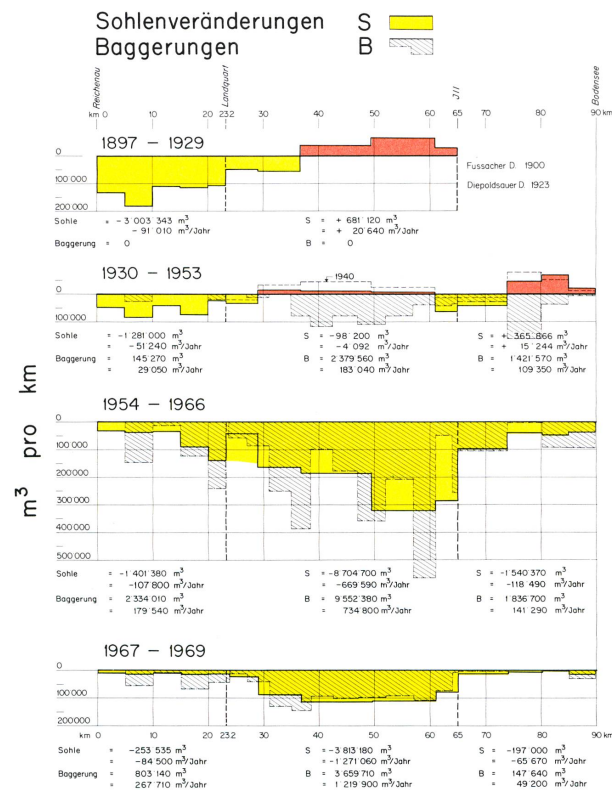 Sohlenveränderungen S
Baggerungen B
Reichenau Landquart J11 Bodensee
km 0 10 20 23.2 30 40 50 60 65 70 80 90 km
1897 – 1929
0
100'000
200'000
Fussacher D. 1900
Diepoldsauer D. 1923
Sohle = - 3'003'343 m³ S = + 681'120 m³
= - 91'010 m³/Jahr = + 20'640 m³/Jahr
Baggerung = 0 B = 0
1930 – 1953
1940
0
100'000
Sohle = -1'281'000 m³ S = -98'200 m³ S = + 365'866 m³
= -51'240 m³/Jahr = -4'092 m³/Jahr = + 15'244 m³/Jahr
Baggerung = 145'270 m³ B = 2'379'560 m³ B = 1'421'570 m³
= 29'050 m³/Jahr = 183'040 m³/Jahr = 109'350 m³/Jahr
m³ pro km
1954 – 1966
0
100'000
200'000
300'000
400'000
500'000
Sohle = -1'401'380 m³ S = -8'704'700 m³ S = -1'540'370 m³
= -107'800 m³/Jahr = -669'590 m³/Jahr = -118'490 m³/Jahr
Baggerung = 2'334'010 m³ B = 9'552'380 m³ B = 1'836'700 m³
= 179'540 m³/Jahr = 734'800 m³/Jahr = 141'290 m³/Jahr
1967 – 1969
0
100'000
200'000
km 0 10 20 23.2 30 40 50 60 65 70 80 90 km
Sohle = -253'535 m³ S = -3'813'180 m³ S = -197'000 m³
= -84'500 m³/Jahr = -1'271'060 m³/Jahr = -65'670 m³/Jahr
Baggerung = 803'140 m³ B = 3'659'710 m³ B = 147'640 m³
= 267'710 m³/Jahr = 1'219'900 m³/Jahr = 49'200 m³/Jahr